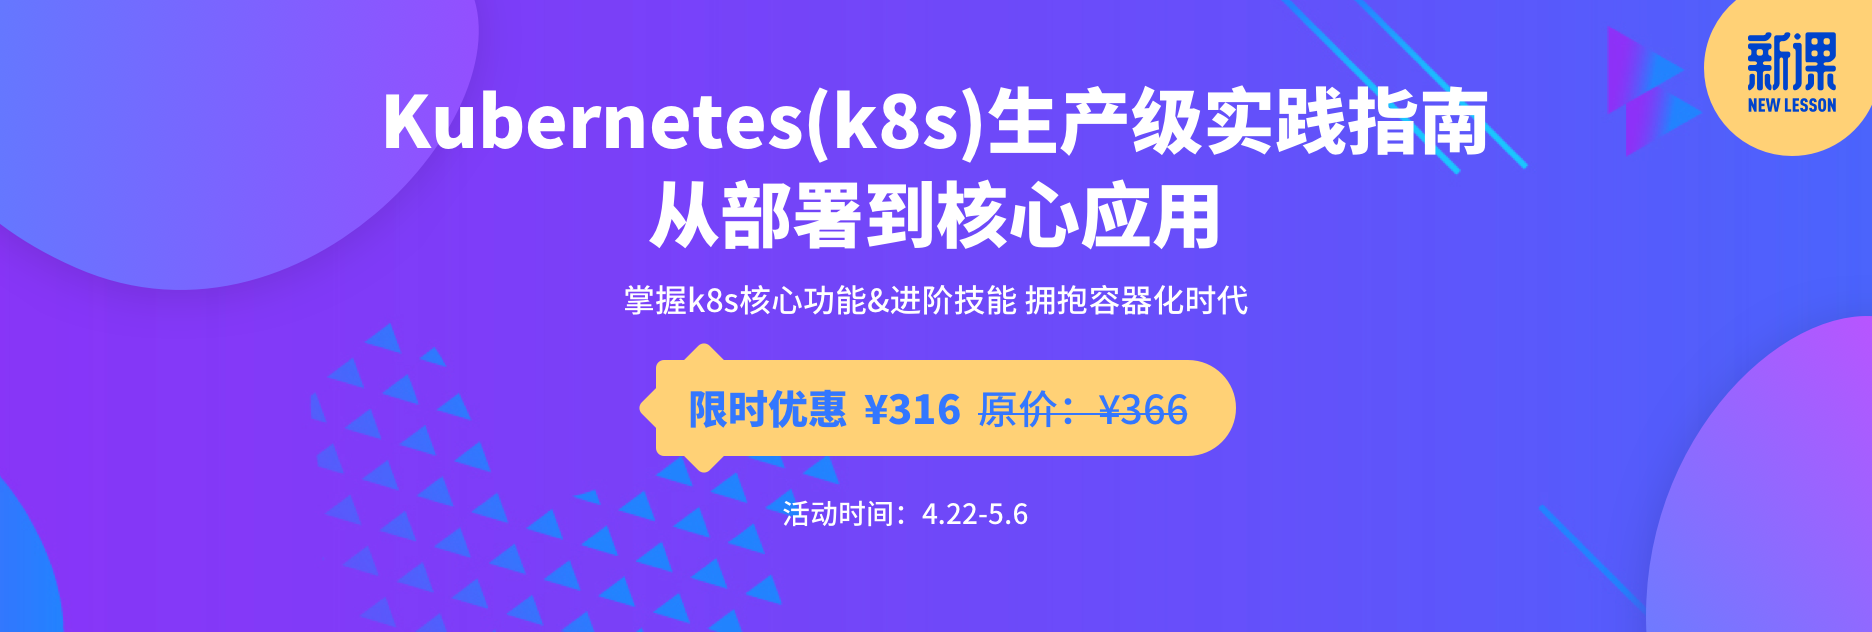 新课
NEW LESSON
Kubernetes(k8s)生产级实践指南
从部署到核心应用
掌握k8s核心功能&进阶技能 拥抱容器化时代
限时优惠 ¥316 原价：¥366
活动时间：4.22-5.6